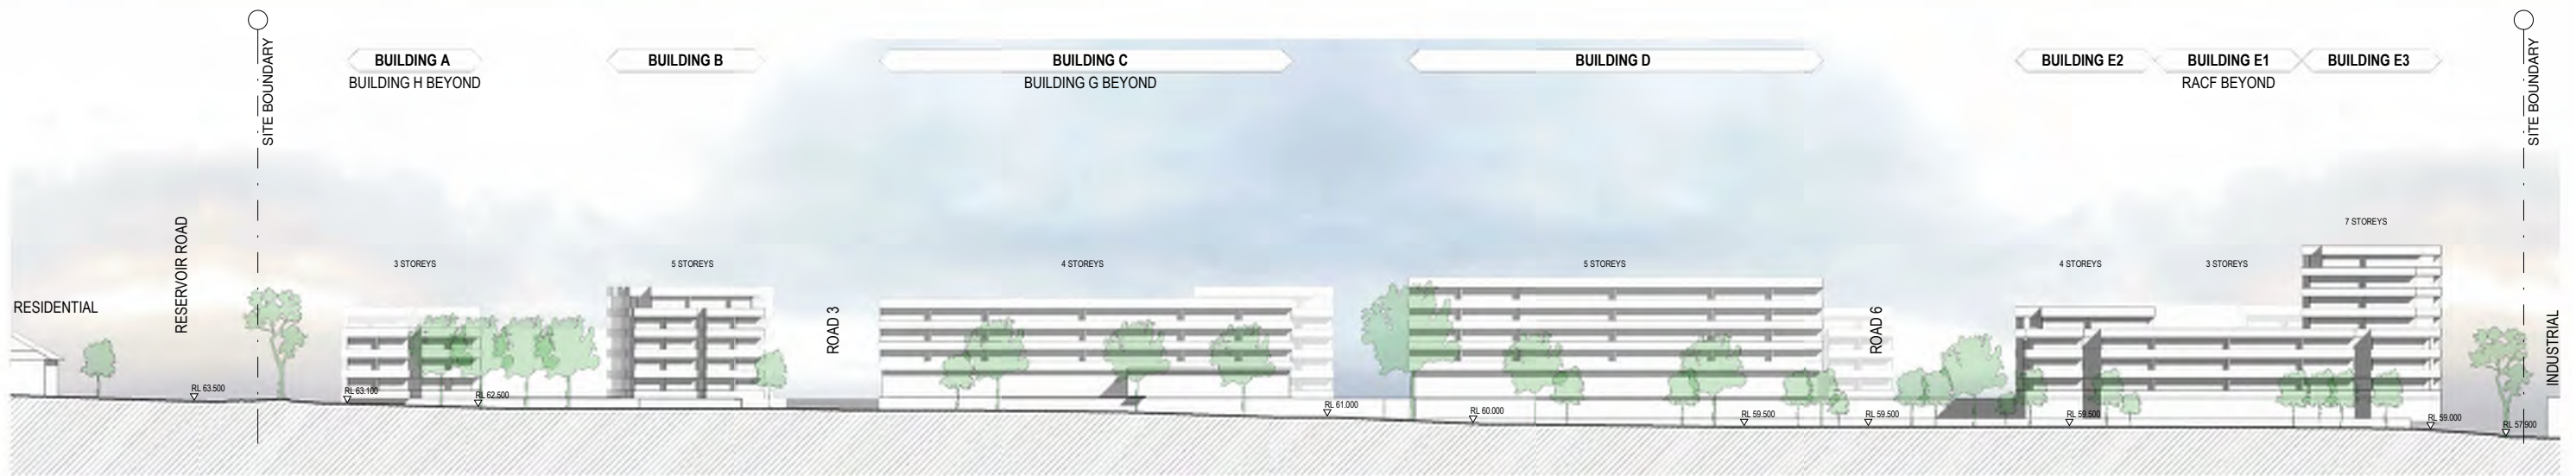 SITE BOUNDARY
BUILDING A
BUILDING H BEYOND
BUILDING B
BUILDING C
BUILDING G BEYOND
BUILDING D
BUILDING E2
BUILDING E1
RACF BEYOND
BUILDING E3
SITE BOUNDARY
3 STOREYS
5 STOREYS
4 STOREYS
5 STOREYS
4 STOREYS
3 STOREYS
7 STOREYS
RESIDENTIAL
RESERVOIR ROAD
ROAD 3
ROAD 6
INDUSTRIAL
RL 63.500
RL 63.100
RL 62.500
RL 61.000
RL 60.000
RL 59.500
RL 59.500
RL 59.500
RL 59.000
RL 57.900